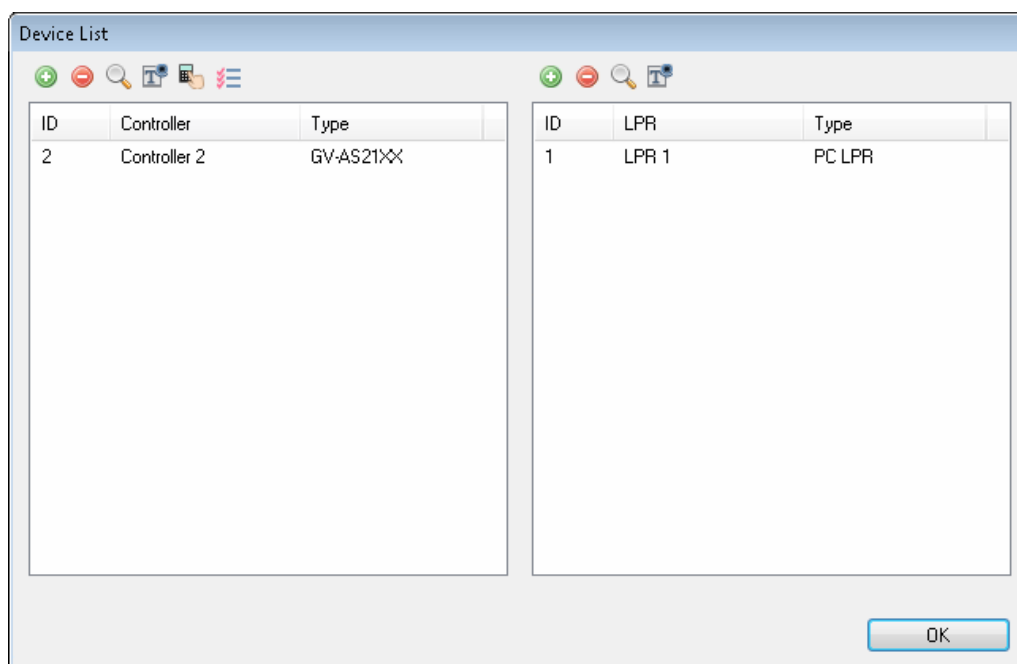 Device List
ID Controller Type
2 Controller 2 GV-AS21XX
ID LPR Type
1 LPR 1 PC LPR
OK